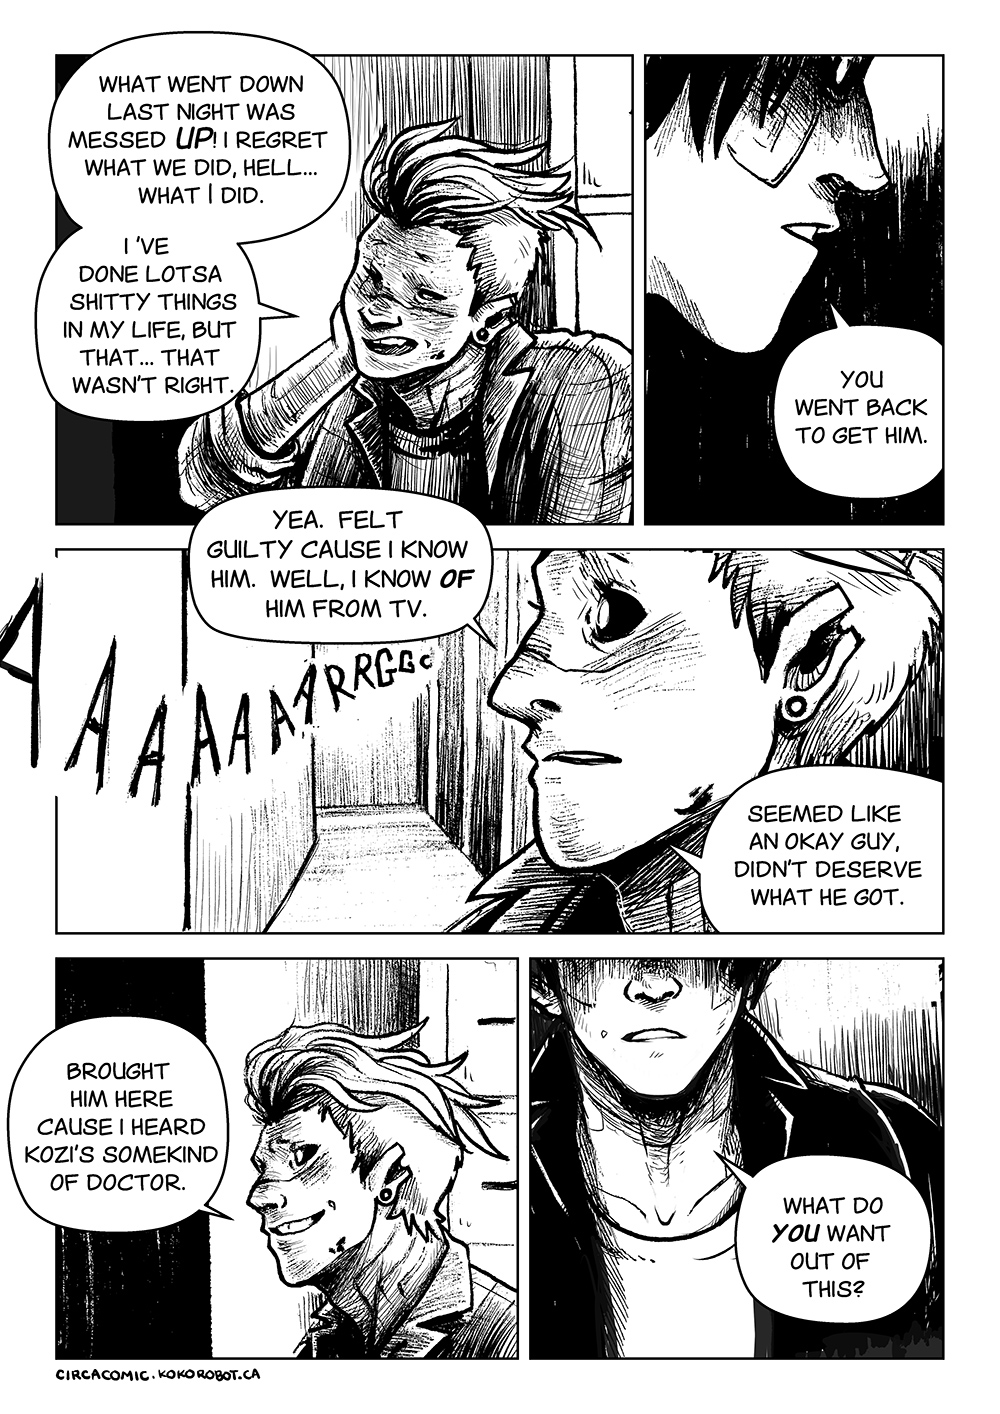 WHAT WENT DOWN
LAST NIGHT WAS
MESSED UP! I REGRET
WHAT WE DID, HELL...
WHAT I DID.
I 'VE
DONE LOTSA
SHITTY THINGS
IN MY LIFE, BUT
THAT... THAT
WASN'T RIGHT.
YOU
WENT BACK
TO GET HIM.
YEA. FELT
GUILTY CAUSE I KNOW
HIM. WELL, I KNOW OF
HIM FROM TV.
AAAAAAARRGGG
SEEMED LIKE
AN OKAY GUY,
DIDN'T DESERVE
WHAT HE GOT.
BROUGHT
HIM HERE
CAUSE I HEARD
KOZI'S SOMEKIND
OF DOCTOR.
WHAT DO
YOU WANT
OUT OF
THIS?
CIRCACOMIC.KOKOROBOT.CA